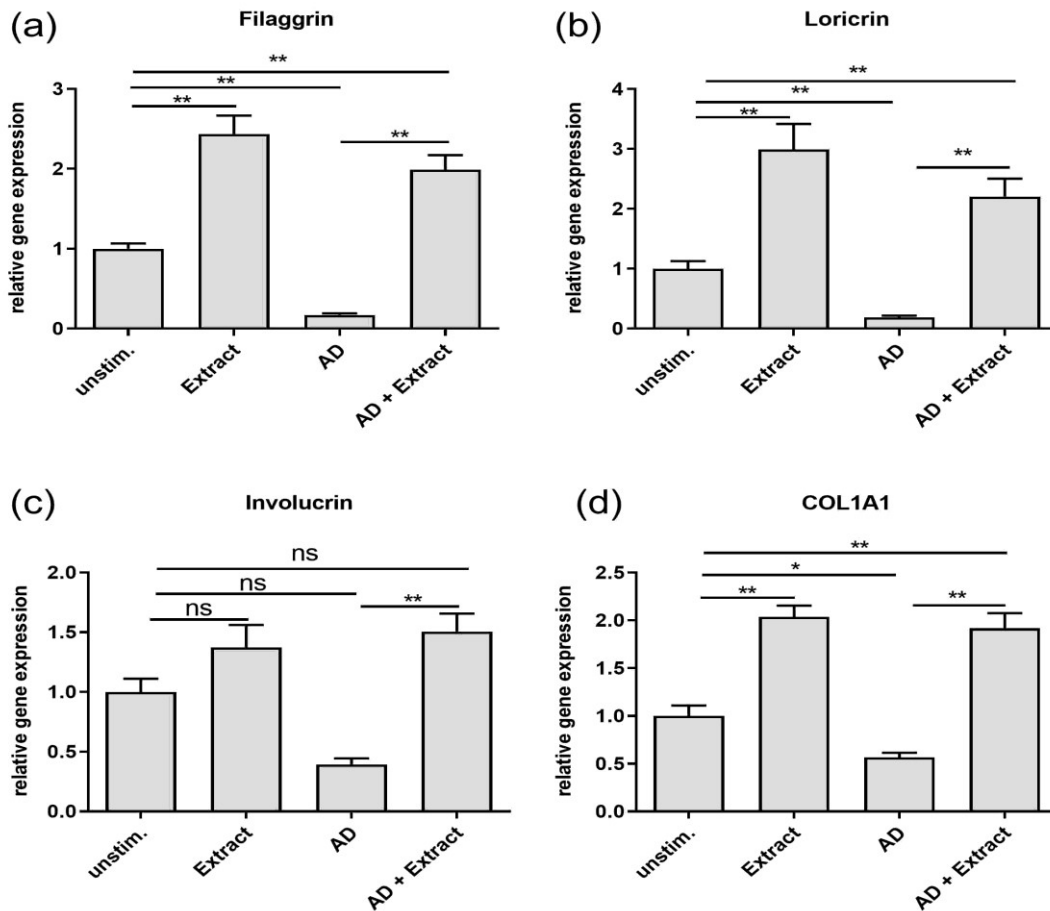 (a)
Filaggrin
relative gene expression
3
2
1
0
**
**
**
**
unstim.
Extract
AD
AD + Extract
(b)
Loricrin
relative gene expression
4
3
2
1
0
**
**
**
**
unstim.
Extract
AD
AD + Extract
(c)
Involucrin
relative gene expression
2.0
1.5
1.0
0.5
0.0
ns
ns
ns
**
unstim.
Extract
AD
AD + Extract
(d)
COL1A1
relative gene expression
2.5
2.0
1.5
1.0
0.5
0.0
**
*
**
**
unstim.
Extract
AD
AD + Extract